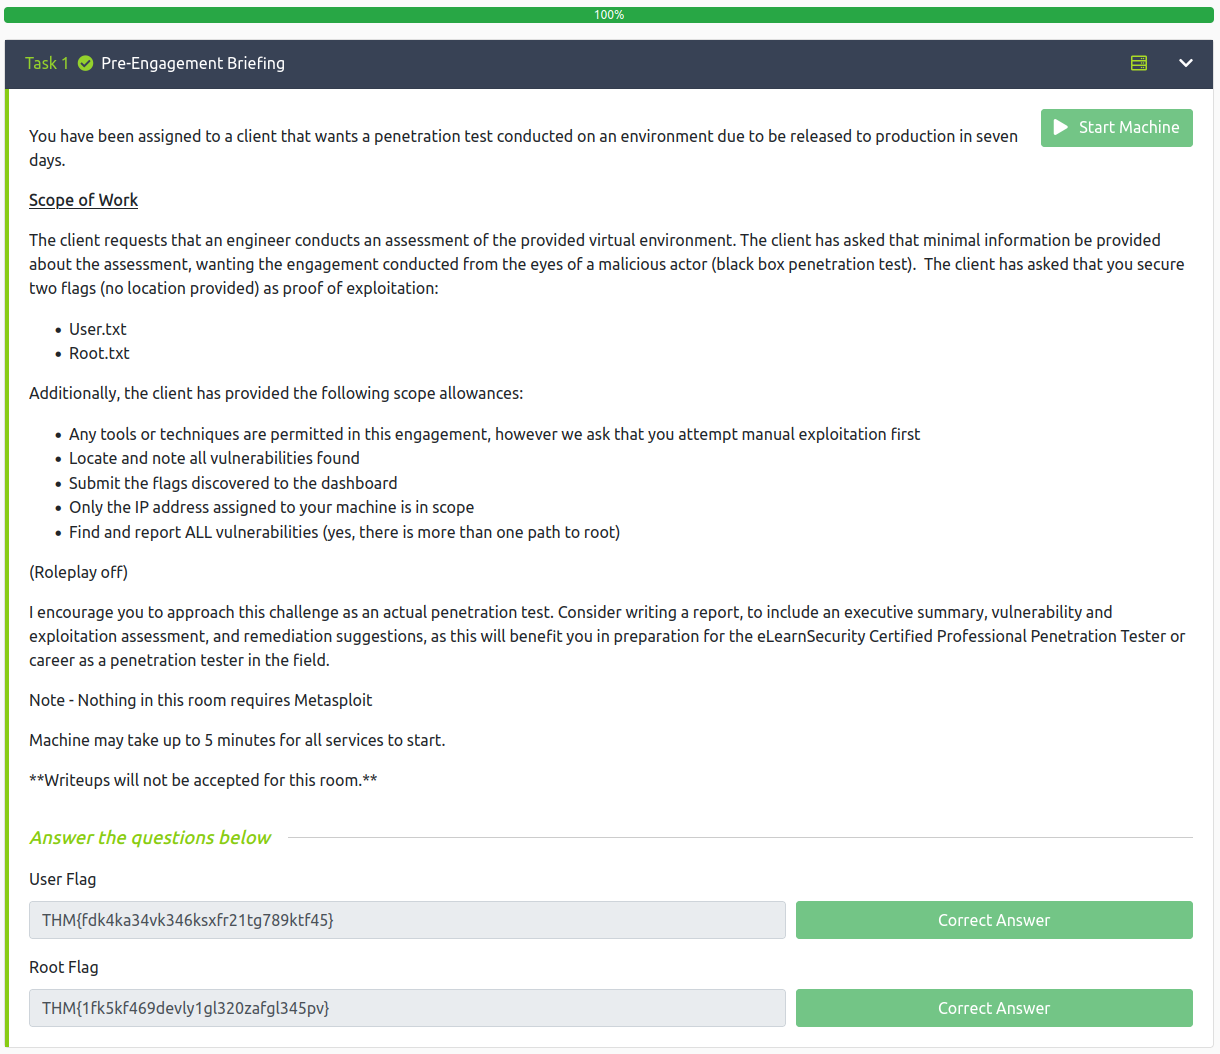 100%
Task 1 Pre-Engagement Briefing
Start Machine
You have been assigned to a client that wants a penetration test conducted on an environment due to be released to production in seven
days.
Scope of Work
The client requests that an engineer conducts an assessment of the provided virtual environment. The client has asked that minimal information be provided
about the assessment, wanting the engagement conducted from the eyes of a malicious actor (black box penetration test).  The client has asked that you secure
two flags (no location provided) as proof of exploitation:
• User.txt
• Root.txt
Additionally, the client has provided the following scope allowances:
• Any tools or techniques are permitted in this engagement, however we ask that you attempt manual exploitation first
• Locate and note all vulnerabilities found
• Submit the flags discovered to the dashboard
• Only the IP address assigned to your machine is in scope
• Find and report ALL vulnerabilities (yes, there is more than one path to root)
(Roleplay off)
I encourage you to approach this challenge as an actual penetration test. Consider writing a report, to include an executive summary, vulnerability and
exploitation assessment, and remediation suggestions, as this will benefit you in preparation for the eLearnSecurity Certified Professional Penetration Tester or
career as a penetration tester in the field.
Note - Nothing in this room requires Metasploit
Machine may take up to 5 minutes for all services to start.
**Writeups will not be accepted for this room.**
Answer the questions below
User Flag
THM{fdk4ka34vk346ksxfr21tg789ktf45}
Correct Answer
Root Flag
THM{1fk5kf469devly1gl320zafgl345pv}
Correct Answer